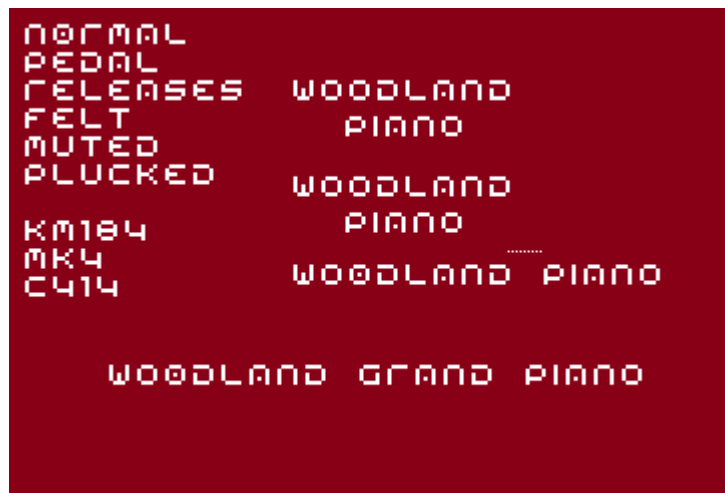 NORMAL
PEDAL
RELEASES
FELT
MUTED
PLUCKED
KM184
MK4
C414
WOODLAND
PIANO
WOODLAND
PIANO
WOODLAND PIANO
WOODLAND GRAND PIANO